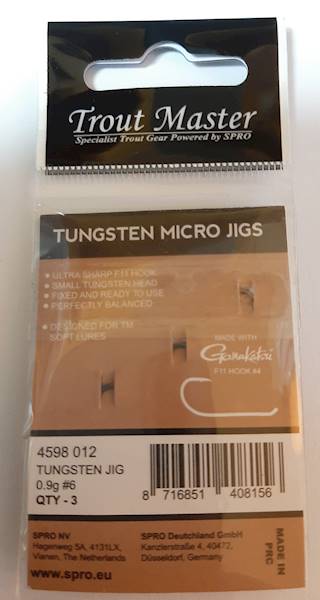 Trout Master
Specialist Trout Gear Powered by SPRO
TUNGSTEN MICRO JIGS
• ULTRA SHARP F11 HOOK
• SMALL TUNGSTEN HEAD
• FIXED AND READY TO USE
• PERFECTLY BALANCED
• DESIGNED FOR TM
SOFT LURES
MADE WITH
Gamakatsu
F11 HOOK #4
4598 012
TUNGSTEN JIG
0.9g #6
QTY - 3
8 716851 408156
SPRO NV
Hagenweg 5A, 4131LX,
Vianen, The Netherlands
www.spro.eu
SPRO Deutchland GmbH
Kanzlerstraße 4, 40472,
Düsseldorf, Germany
MADE IN
PRC